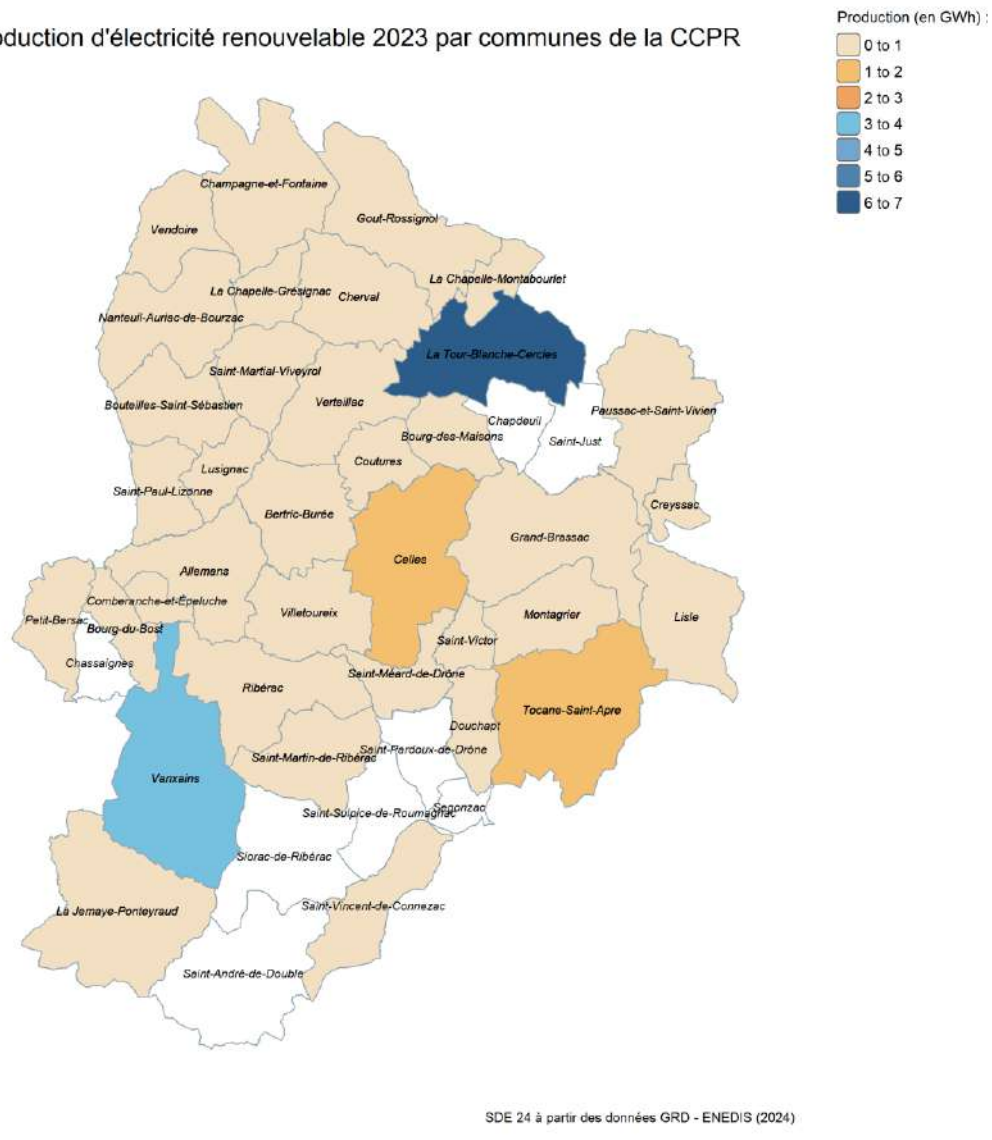 oduction d'électricité renouvelable 2023 par communes de la CCPR
Production (en GWh) :
0 to 1
1 to 2
2 to 3
3 to 4
4 to 5
5 to 6
6 to 7
Champagne-et-Fontaine
Gout-Rossignol
Vendoire
La Chapelle-Montabourlet
La Chapelle-Grésignac
Cherval
Nanteuil-Auriac-de-Bourzac
La Tour-Blanche-Cercles
Saint-Martial-Viveyrol
Verteillac
Bouteilles-Saint-Sébastien
Paussac-et-Saint-Vivien
Chapdeuil
Bourg-des-Maisons
Saint-Just
Coutures
Lusignac
Saint-Paul-Lizonne
Creyssac
Bertric-Burée
Grand-Brassac
Celles
Allemans
Comberanche-et-Épeluche
Villetoureix
Montagrier
Lisle
Petit-Bersac
Bourg-du-Bost
Saint-Victor
Chassaignes
Saint-Méard-de-Drône
Ribérac
Tocane-Saint-Apre
Douchapt
Saint-Pardoux-de-Drône
Saint-Martin-de-Ribérac
Vanxains
Segonzac
Saint-Sulpice-de-Roumagnac
Siorac-de-Ribérac
Saint-Vincent-de-Connezac
La Jemaye-Ponteyraud
Saint-André-de-Double
SDE 24 à partir des données GRD - ENEDIS (2024)